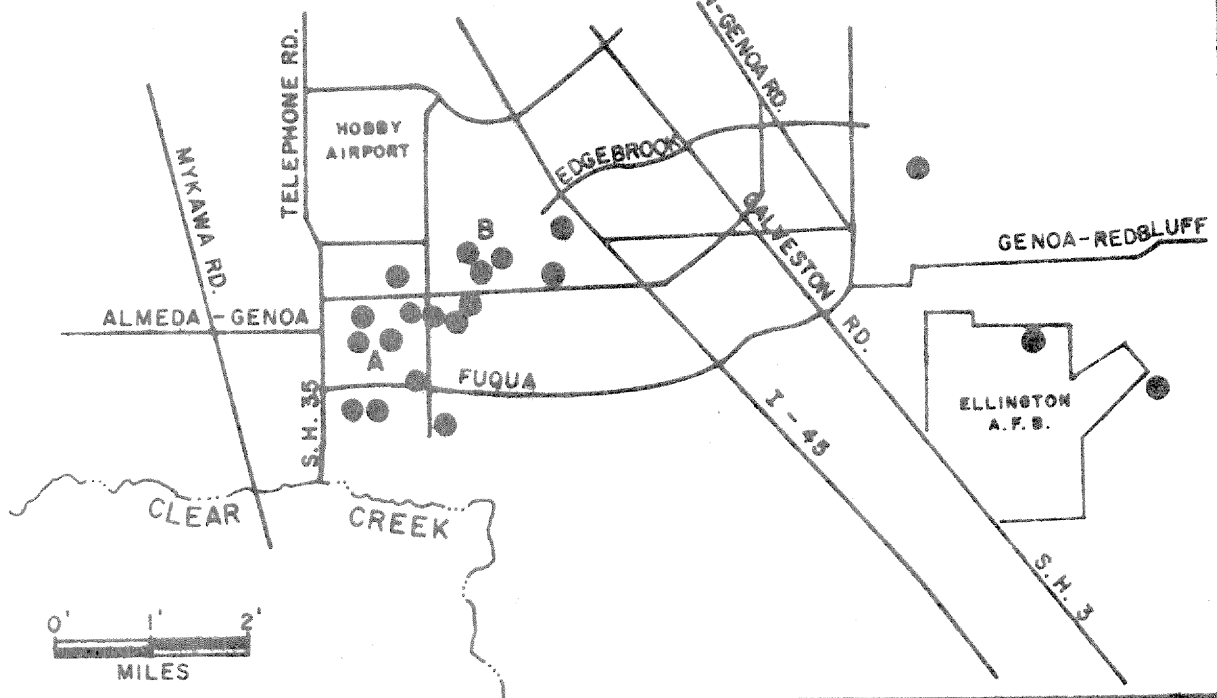 -GENOA RD.
TELEPHONE RD.
HOBBY
AIRPORT
MYKAWA RD.
EDGEBROOK
B
GALVESTON RD.
GENOA-REDBLUFF
ALMEDA-GENOA
A
FUQUA
S.H. 35
I-45
ELLINGTON
A.F.B.
CLEAR CREEK
S.H. 3
0' 1' 2'
MILES